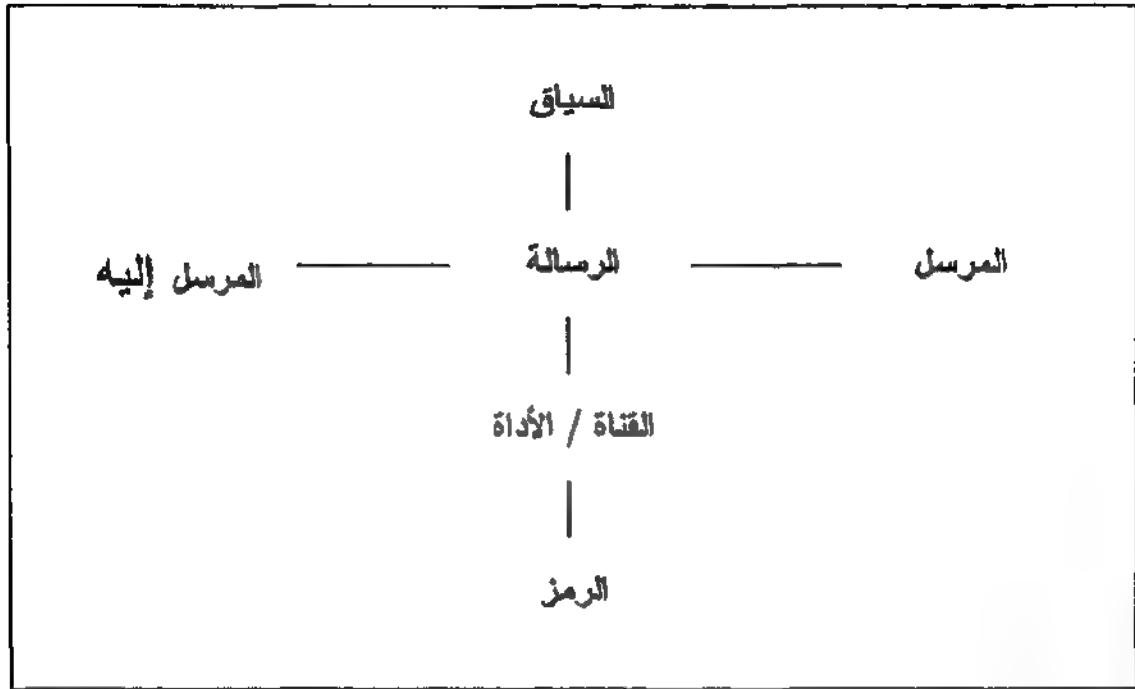 السياق
المرسل الرسالة المرسل إليه
القناة / الأداة
الرمز